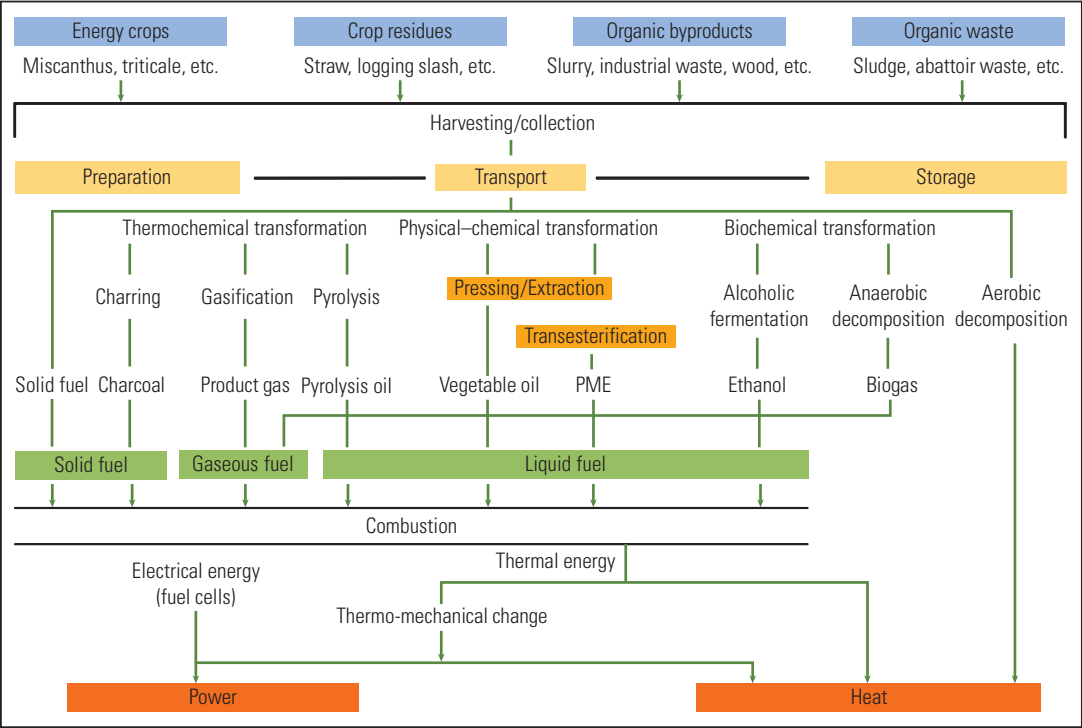 Energy crops
Crop residues
Organic byproducts
Organic waste
Miscanthus, triticale, etc.
Straw, logging slash, etc.
Slurry, industrial waste, wood, etc.
Sludge, abattoir waste, etc.
Harvesting/collection
Preparation
Transport
Storage
Thermochemical transformation
Physical–chemical transformation
Biochemical transformation
Charring
Gasification
Pyrolysis
Pressing/Extraction
Alcoholic
fermentation
Anaerobic
decomposition
Aerobic
decomposition
Transesterification
Solid fuel
Charcoal
Product gas
Pyrolysis oil
Vegetable oil
PME
Ethanol
Biogas
Solid fuel
Gaseous fuel
Liquid fuel
Combustion
Thermal energy
Electrical energy
(fuel cells)
Thermo-mechanical change
Power
Heat